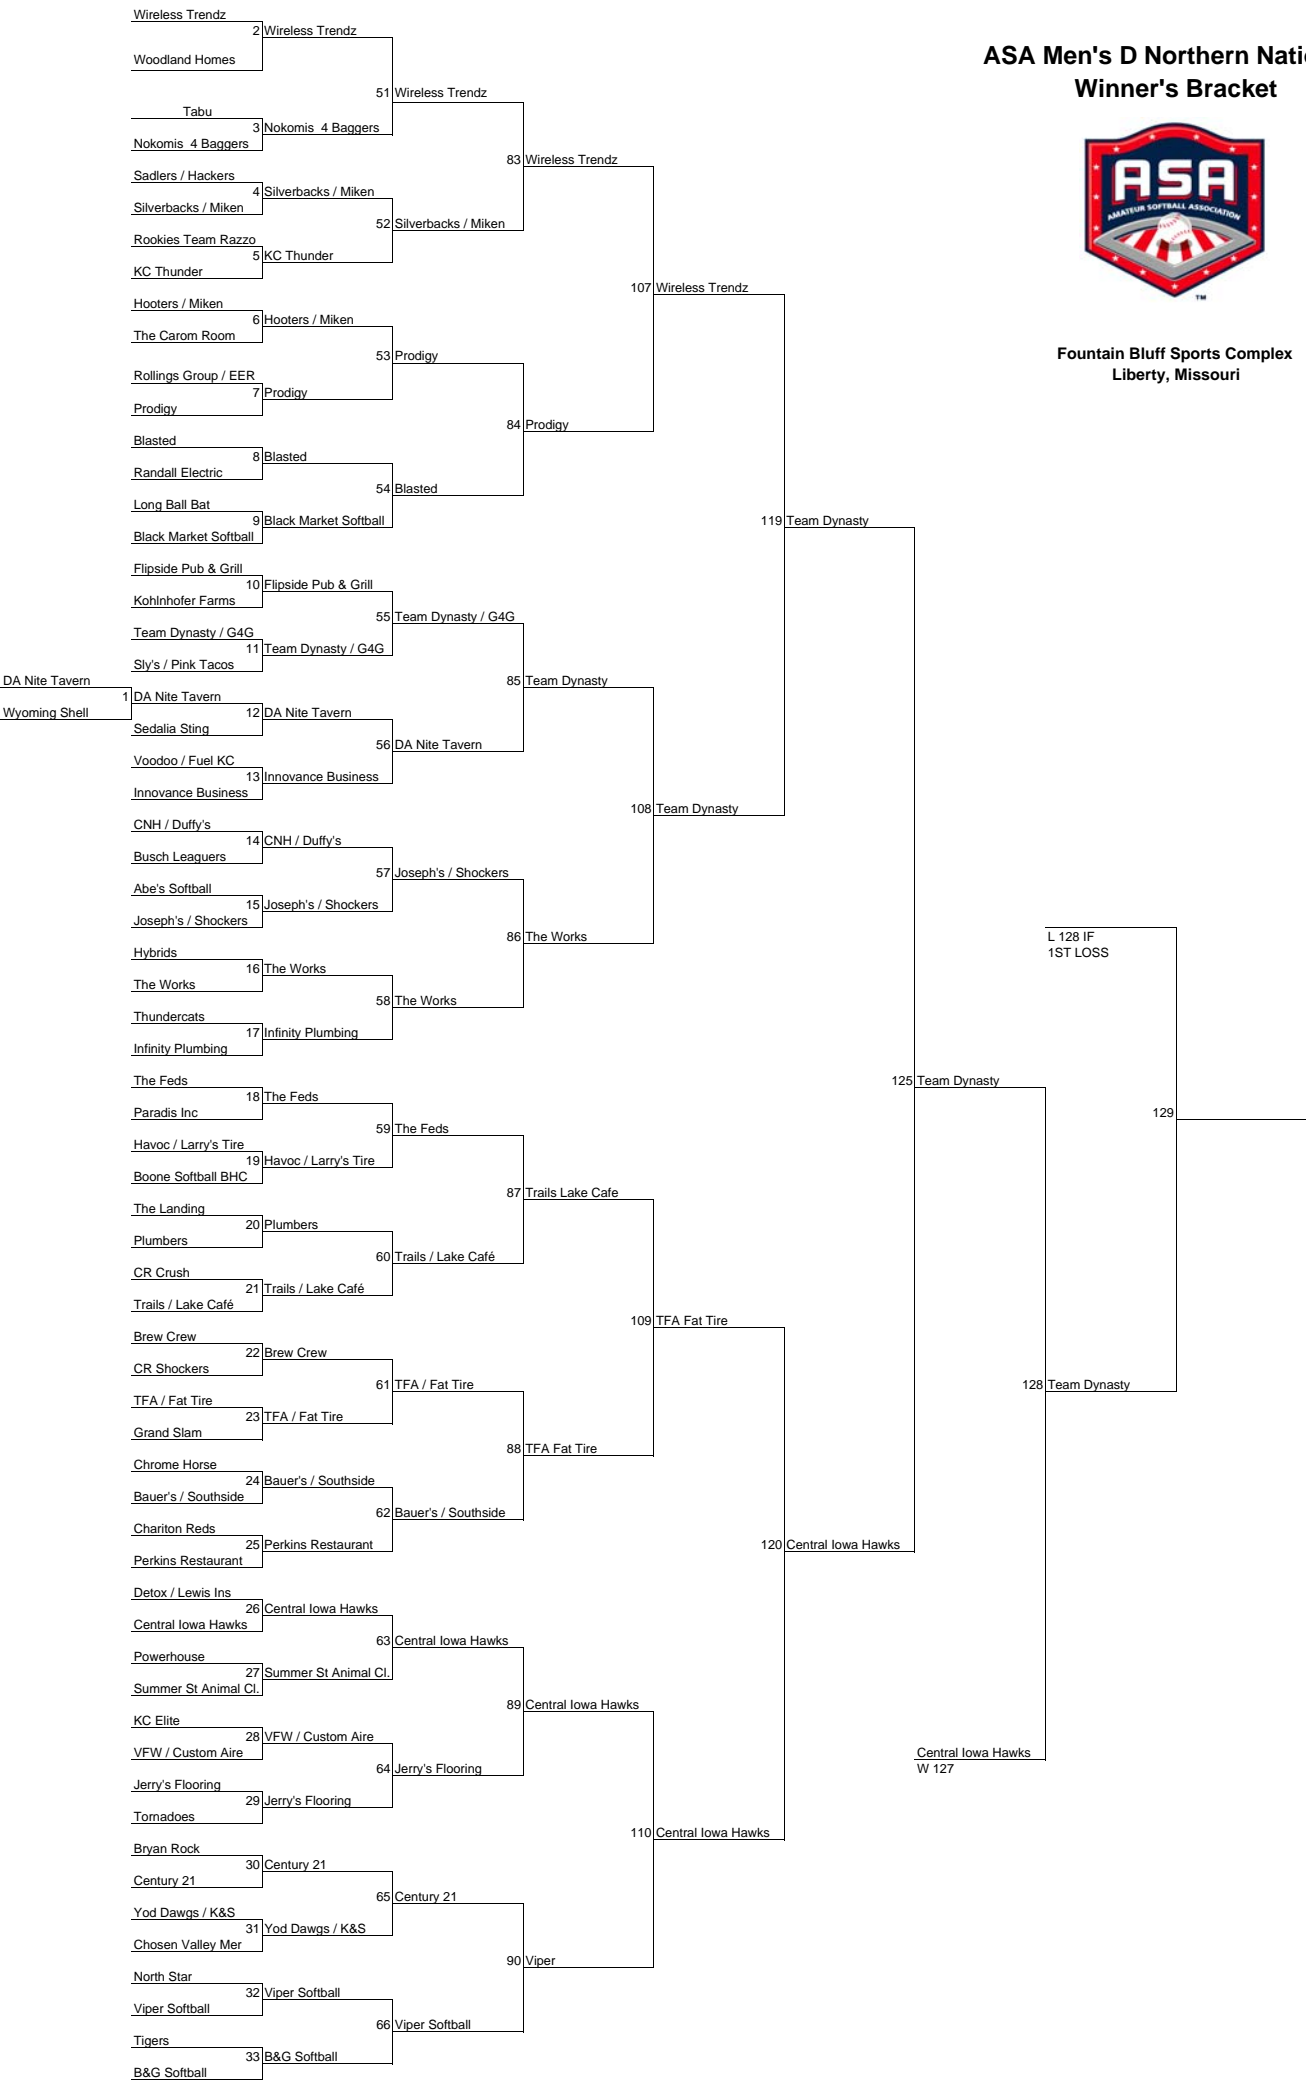 ASA Men's D Northern Nati
Winner's Bracket
ASA
AMATEUR SOFTBALL ASSOCIATION
TM
Fountain Bluff Sports Complex
Liberty, Missouri
Wireless Trendz
2 Wireless Trendz
Woodland Homes
51 Wireless Trendz
Tabu
3 Nokomis  4 Baggers
Nokomis  4 Baggers
83 Wireless Trendz
Sadlers / Hackers
4 Silverbacks / Miken
Silverbacks / Miken
52 Silverbacks / Miken
Rookies Team Razzo
5 KC Thunder
KC Thunder
107 Wireless Trendz
Hooters / Miken
6 Hooters / Miken
The Carom Room
53 Prodigy
Rollings Group / EER
7 Prodigy
Prodigy
84 Prodigy
Blasted
8 Blasted
Randall Electric
54 Blasted
Long Ball Bat
9 Black Market Softball
Black Market Softball
119 Team Dynasty
Flipside Pub & Grill
10 Flipside Pub & Grill
Kohlnhofer Farms
55 Team Dynasty / G4G
Team Dynasty / G4G
11 Team Dynasty / G4G
Sly's / Pink Tacos
85 Team Dynasty
DA Nite Tavern
1 DA Nite Tavern
Wyoming Shell
12 DA Nite Tavern
Sedalia Sting
56 DA Nite Tavern
Voodoo / Fuel KC
13 Innovance Business
Innovance Business
108 Team Dynasty
CNH / Duffy's
14 CNH / Duffy's
Busch Leaguers
57 Joseph's / Shockers
Abe's Softball
15 Joseph's / Shockers
Joseph's / Shockers
86 The Works
L 128 IF
1ST LOSS
Hybrids
16 The Works
The Works
58 The Works
Thundercats
17 Infinity Plumbing
Infinity Plumbing
125 Team Dynasty
The Feds
18 The Feds
Paradis Inc
129
59 The Feds
Havoc / Larry's Tire
19 Havoc / Larry's Tire
Boone Softball BHC
87 Trails Lake Cafe
The Landing
20 Plumbers
Plumbers
60 Trails / Lake Café
CR Crush
21 Trails / Lake Café
Trails / Lake Café
109 TFA Fat Tire
Brew Crew
22 Brew Crew
CR Shockers
61 TFA / Fat Tire
128 Team Dynasty
TFA / Fat Tire
23 TFA / Fat Tire
Grand Slam
88 TFA Fat Tire
Chrome Horse
24 Bauer's / Southside
Bauer's / Southside
62 Bauer's / Southside
Chariton Reds
25 Perkins Restaurant
Perkins Restaurant
120 Central Iowa Hawks
Detox / Lewis Ins
26 Central Iowa Hawks
Central Iowa Hawks
63 Central Iowa Hawks
Powerhouse
27 Summer St Animal Cl.
Summer St Animal Cl.
89 Central Iowa Hawks
KC Elite
28 VFW / Custom Aire
VFW / Custom Aire
Central Iowa Hawks
W 127
64 Jerry's Flooring
Jerry's Flooring
29 Jerry's Flooring
Tornadoes
110 Central Iowa Hawks
Bryan Rock
30 Century 21
Century 21
65 Century 21
Yod Dawgs / K&S
31 Yod Dawgs / K&S
Chosen Valley Mer
90 Viper
North Star
32 Viper Softball
Viper Softball
66 Viper Softball
Tigers
33 B&G Softball
B&G Softball